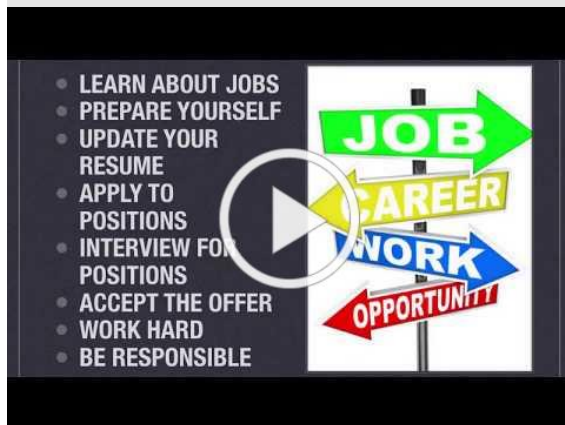 LEARN ABOUT JOBS
PREPARE YOURSELF
UPDATE YOUR
RESUME
APPLY TO
POSITIONS
INTERVIEW FOR
POSITIONS
ACCEPT THE OFFER
WORK HARD
BE RESPONSIBLE
JOB
CAREER
WORK
OPPORTUNITY